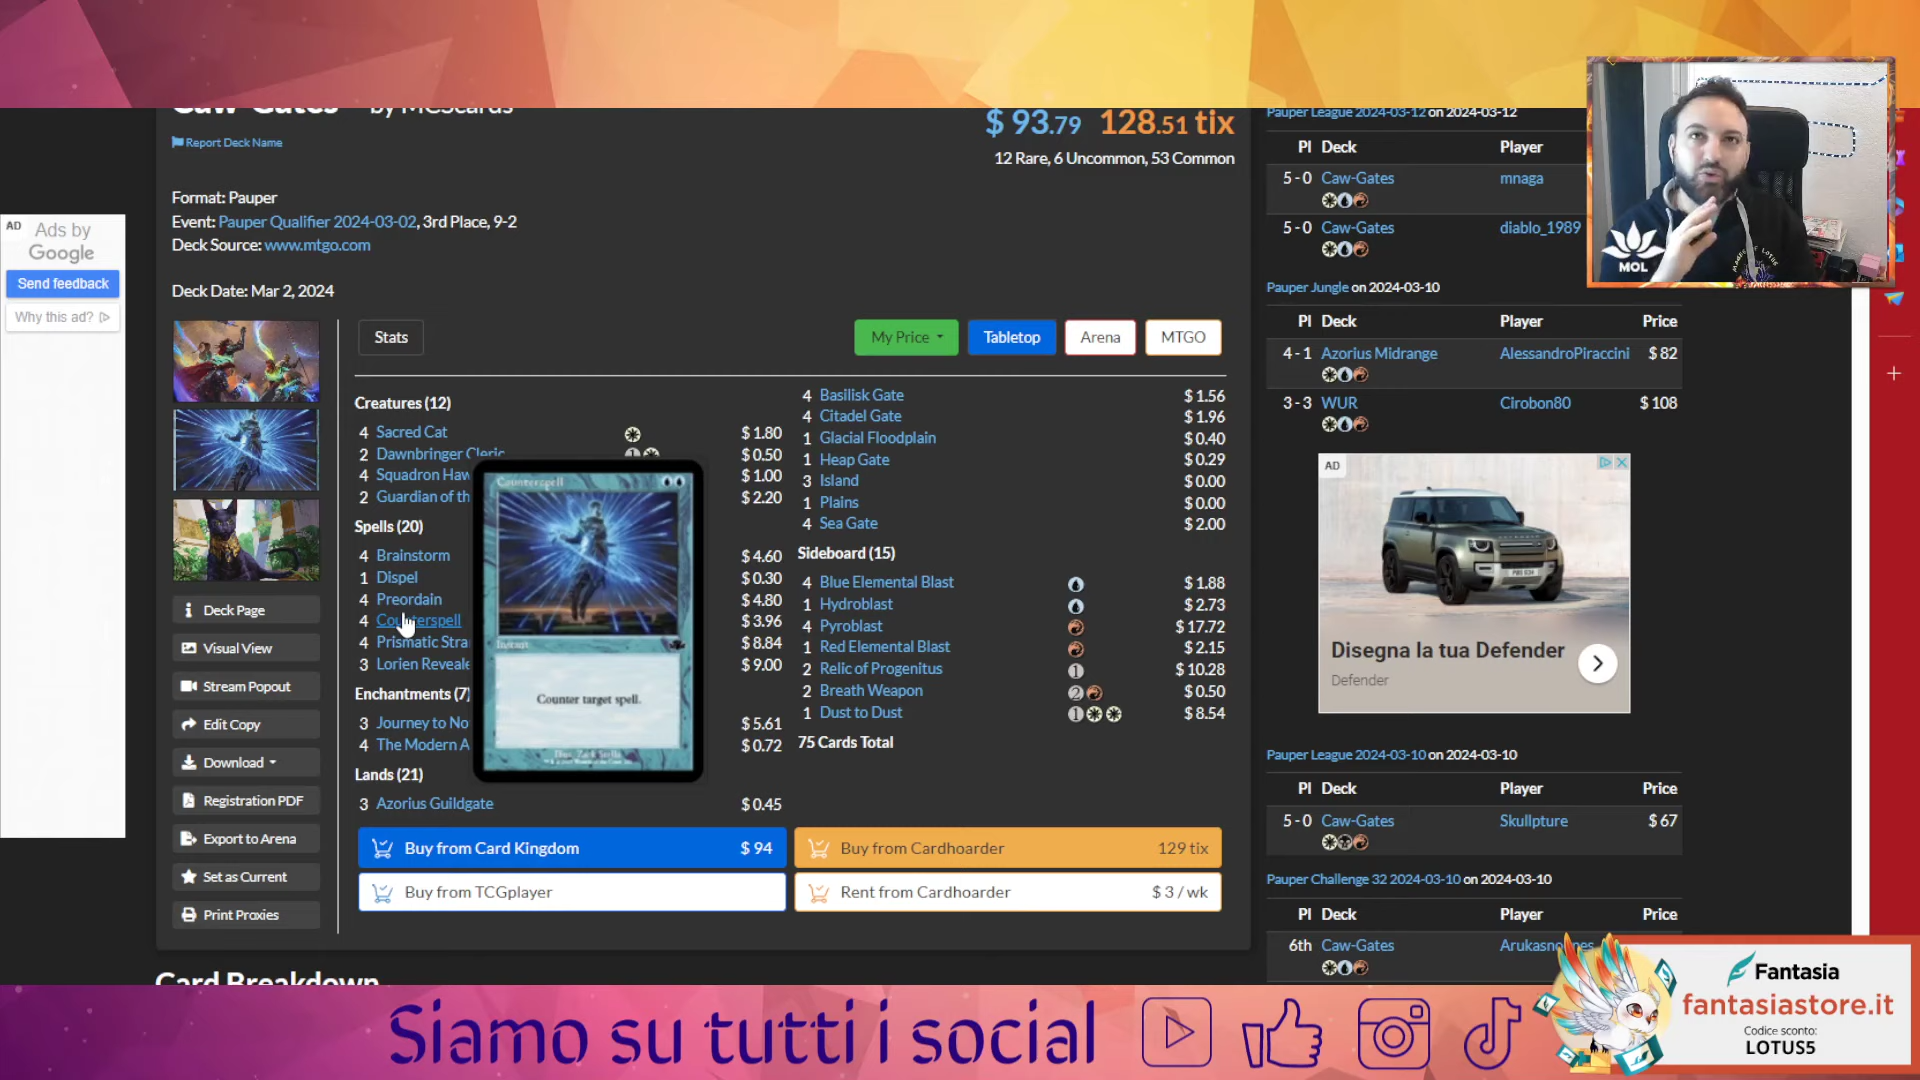 Caw-Gates by MCScards
Report Deck Name
$ 93.79 128.51 tix
12 Rare, 6 Uncommon, 53 Common
Format: Pauper
Event: Pauper Qualifier 2024-03-02, 3rd Place, 9-2
Deck Source: www.mtgo.com
Deck Date: Mar 2, 2024
AD
Ads by
Google
Send feedback
Why this ad?
Stats
My Price
Tabletop
Arena
MTGO
Creatures (12)
4 Sacred Cat $ 1.80
2 Dawnbringer Cleric 1 $ 0.50
4 Squadron Haw $ 1.00
2 Guardian of th $ 2.20
Spells (20)
4 Brainstorm $ 4.60
1 Dispel $ 0.30
4 Preordain $ 4.80
4 Counterspell $ 3.96
4 Prismatic Stra $ 8.84
3 Lorien Reveale $ 9.00
Enchantments (7)
3 Journey to No $ 5.61
4 The Modern A $ 0.72
Lands (21)
3 Azorius Guildgate $ 0.45
Counterspell
Instant
Counter target spell.
4 Basilisk Gate $ 1.56
4 Citadel Gate $ 1.96
1 Glacial Floodplain $ 0.40
1 Heap Gate $ 0.29
3 Island $ 0.00
1 Plains $ 0.00
4 Sea Gate $ 2.00
Sideboard (15)
4 Blue Elemental Blast $ 1.88
1 Hydroblast $ 2.73
4 Pyroblast $ 17.72
1 Red Elemental Blast $ 2.15
2 Relic of Progenitus 1 $ 10.28
2 Breath Weapon 2 $ 0.50
1 Dust to Dust 1 $ 8.54
75 Cards Total
Deck Page
Visual View
Stream Popout
Edit Copy
Download
Registration PDF
Export to Arena
Set as Current
Print Proxies
Buy from Card Kingdom $ 94
Buy from Cardhoarder 129 tix
Buy from TCGplayer
Rent from Cardhoarder $ 3 / wk
Card Breakdown
Pauper League 2024-03-12 on 2024-03-12
Pl Deck Player
5 - 0 Caw-Gates mnaga
5 - 0 Caw-Gates diablo_1989
Pauper Jungle on 2024-03-10
Pl Deck Player Price
4 - 1 Azorius Midrange AlessandroPiraccini $ 82
3 - 3 WUR Cirobon80 $ 108
AD
Disegna la tua Defender
Defender
Pauper League 2024-03-10 on 2024-03-10
Pl Deck Player Price
5 - 0 Caw-Gates Skullpture $ 67
Pauper Challenge 32 2024-03-10 on 2024-03-10
Pl Deck Player Price
6th Caw-Gates
MOL
Siamo su tutti i social
Fantasia
fantasiastore.it
Codice sconto:
LOTUS5